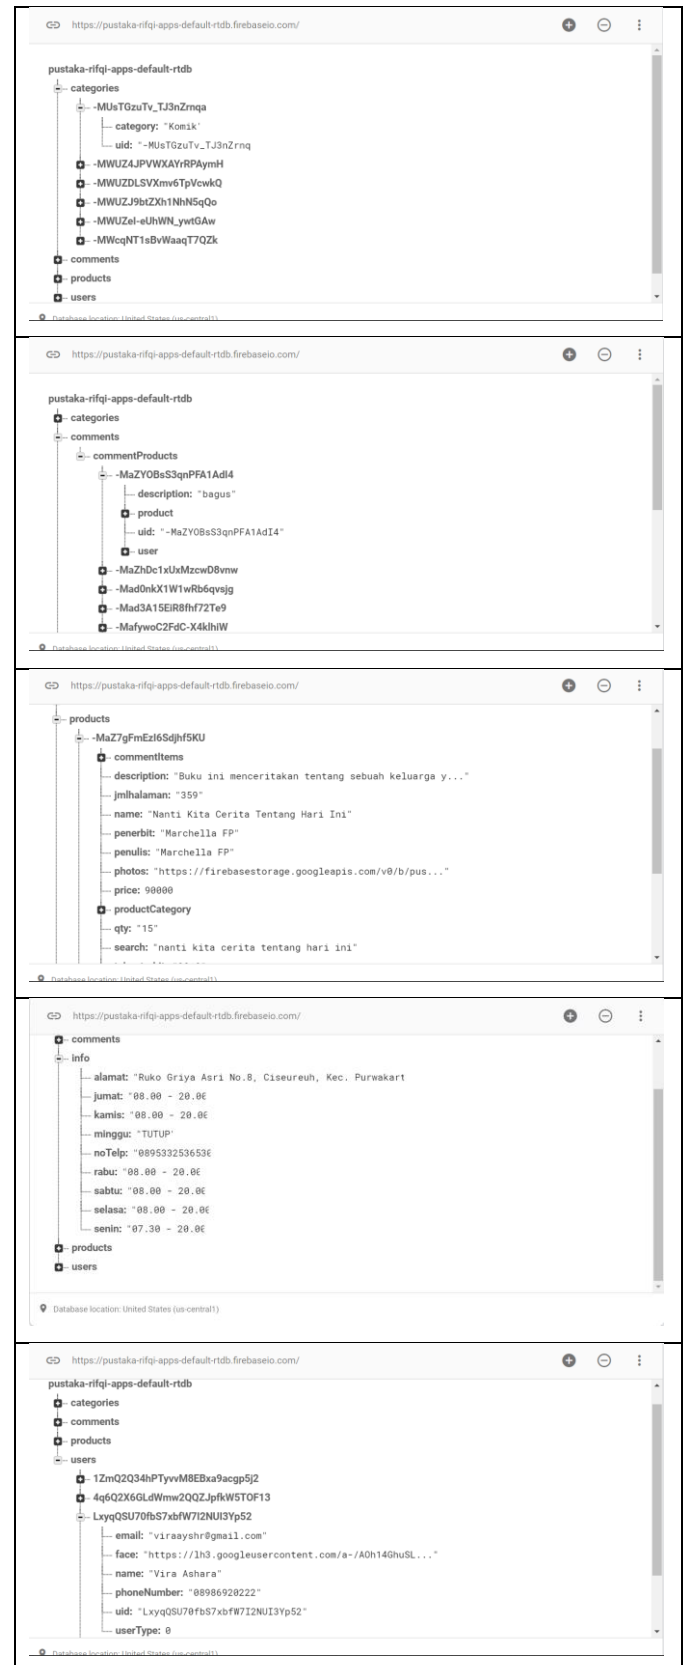 https://pustaka-rifqi-apps-default-rtdb.firebaseio.com/
pustaka-rifqi-apps-default-rtdb
categories
-MUsTGzuTv_TJ3nZrnqa
category: "Komik'
uid: "-MUsTGzuTv_TJ3nZrnq
-MWUZ4JPVWXAYrRPAymH
-MWUZDLSVXmv6TpVcwkQ
-MWUZJ9btZXh1NhN5qQo
-MWUZel-eUhWN_ywtGAw
-MWcqNT1sBvWaaqT7QZk
comments
products
users
Database location: United States (us-central1)
https://pustaka-rifqi-apps-default-rtdb.firebaseio.com/
pustaka-rifqi-apps-default-rtdb
categories
comments
commentProducts
-MaZYOBsS3qnPFA1AdI4
description: "bagus"
product
uid: "-MaZYOBsS3qnPFA1AdI4"
user
-MaZhDc1xUxMzcwD8vnw
-Mad0nkX1W1wRb6qvsjg
-Mad3A15EiR8fhf72Te9
-MafywoC2FdC-X4klhiW
Database location: United States (us-central1)
https://pustaka-rifqi-apps-default-rtdb.firebaseio.com/
products
-MaZ7gFmEzI6Sdjhf5KU
commentItems
description: "Buku ini menceritakan tentang sebuah keluarga y..."
jmlhalaman: "359"
name: "Nanti Kita Cerita Tentang Hari Ini"
penerbit: "Marchella FP"
penulis: "Marchella FP"
photos: "https://firebasestorage.googleapis.com/v0/b/pus..."
price: 90000
productCategory
qty: "15"
search: "nanti kita cerita tentang hari ini"
Database location: United States (us-central1)
https://pustaka-rifqi-apps-default-rtdb.firebaseio.com/
comments
info
alamat: "Ruko Griya Asri No.8, Ciseureuh, Kec. Purwakart
jumat: "08.00 - 20.0
kamis: "08.00 - 20.0
minggu: "TUTUP'
noTelp: "089533253653
rabu: "08.00 - 20.0
sabtu: "08.00 - 20.0
selasa: "08.00 - 20.0
senin: "07.30 - 20.0
products
users
Database location: United States (us-central1)
https://pustaka-rifqi-apps-default-rtdb.firebaseio.com/
pustaka-rifqi-apps-default-rtdb
categories
comments
products
users
1ZmQ2Q34hPTyvvM8EBxa9acgp5j2
4q6Q2X6GLdWmw2QQZJpfkW5TOF13
LxyqQSU70fbS7xbfW7I2NUI3Yp52
email: "viraayshr@gmail.com"
face: "https://lh3.googleusercontent.com/a-/AOh14GhuSL..."
name: "Vira Ashara"
phoneNumber: "08986920222"
uid: "LxyqQSU70fbS7xbfW7I2NUI3Yp52"
userType: 0
Database location: United States (us-central1)